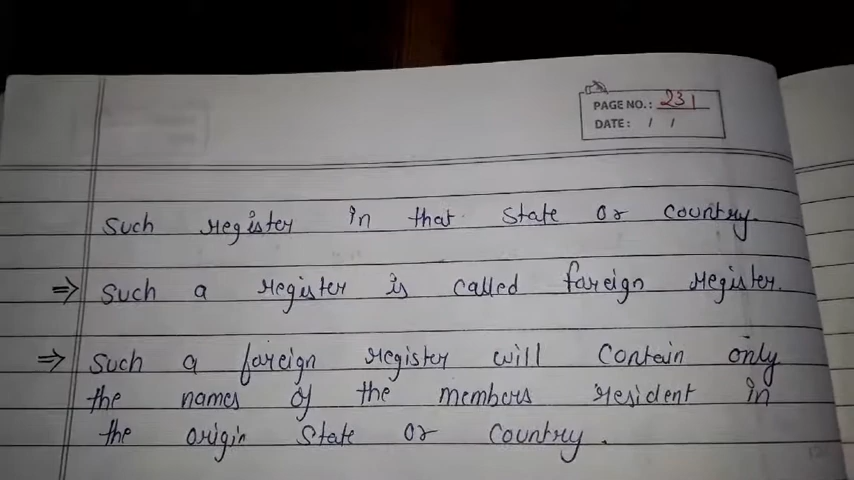 PAGE NO.: 231
DATE: / /
Such register in that State or Country.
⇒ Such a register is called foreign register.
⇒ Such a foreign register will contain only
the names of the members resident in
the origin State or Country.